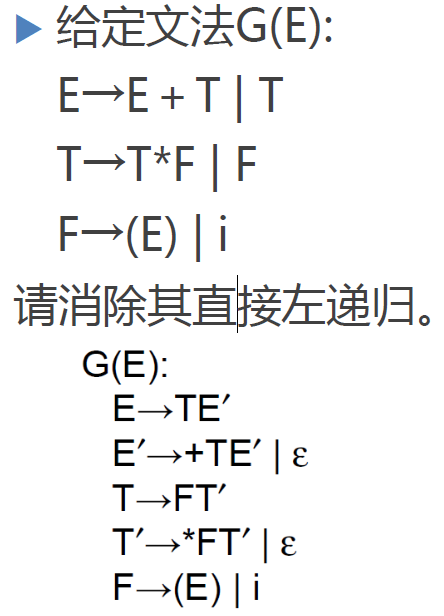 给定文法G(E):
E→E + T | T
T→T*F | F
F→(E) | i
请消除其直接左递归。
G(E):
E→TE′
E′→+TE′ | ε
T→FT′
T′→*FT′ | ε
F→(E) | i